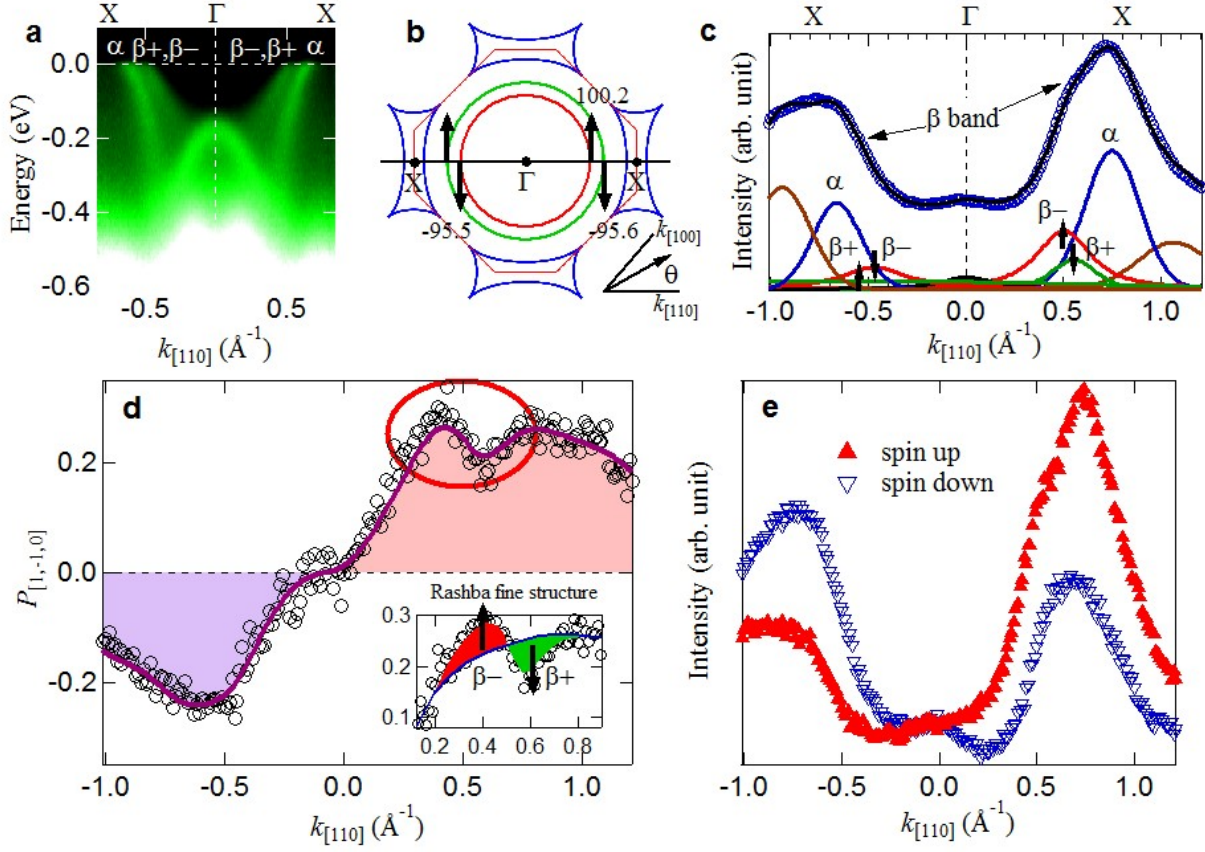 X Γ X
a
α β+,β− β−,β+ α
0.0
-0.2
-0.4
-0.6
Energy (eV)
-0.5 0.5
k[110] (Å-1)
b
100.2
X Γ X
-95.5 -95.6
k[100]
θ
k[110]
X Γ X
c
β band
α α
β+ β− β− β+
Intensity (arb. unit)
-1.0 -0.5 0.0 0.5 1.0
k[110] (Å-1)
d
0.2
0.0
-0.2
P[1,-1,0]
Rashba fine structure
0.3
0.2
0.1
β− β+
0.2 0.4 0.6 0.8
-1.0 -0.5 0.0 0.5 1.0
k[110] (Å-1)
e
spin up
spin down
Intensity (arb. unit)
-1.0 -0.5 0.0 0.5 1.0
k[110] (Å-1)